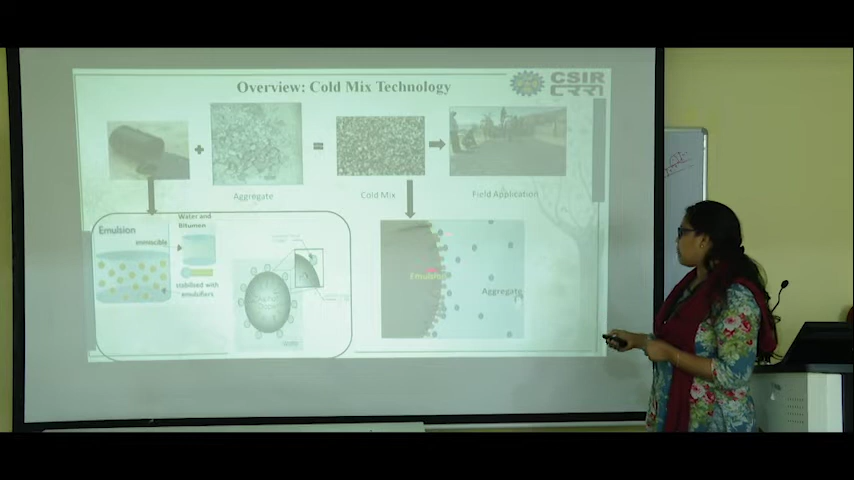 Overview: Cold Mix Technology
CSIR
CRRI
Aggregate
Cold Mix
Field Application
Emulsion
immiscible
Water and
Bitumen
stabilised with
emulsifiers
Emulsion
Aggregate